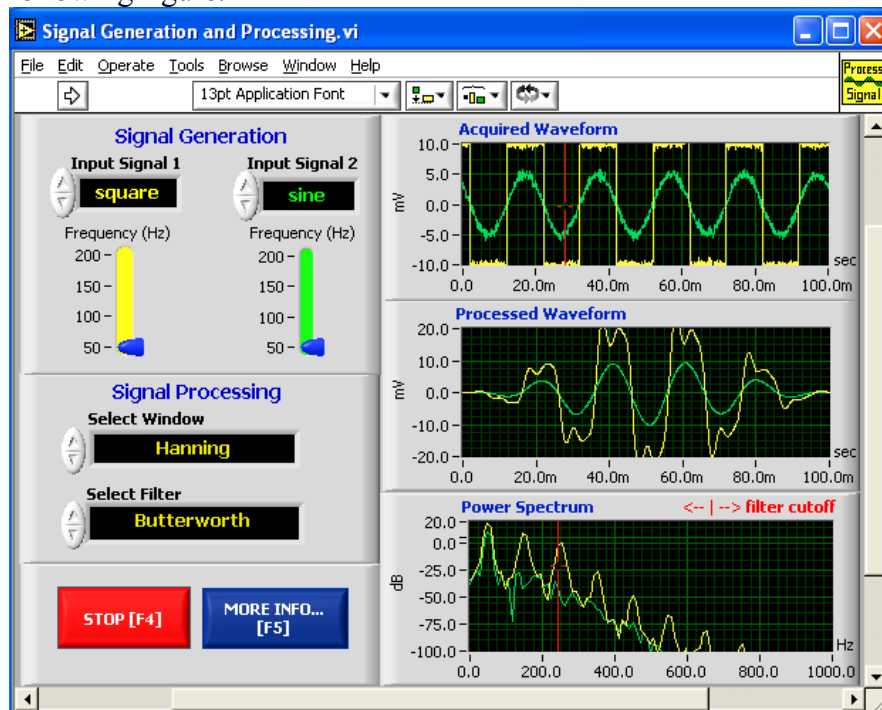 Signal Generation and Processing.vi
File Edit Operate Tools Browse Window Help
13pt Application Font
Process
Signal
Signal Generation
Input Signal 1
Input Signal 2
square
sine
Frequency (Hz)
Frequency (Hz)
200
150
100
50
200
150
100
50
Signal Processing
Select Window
Hanning
Select Filter
Butterworth
STOP [F4]
MORE INFO...
[F5]
Acquired Waveform
10.0
5.0
0.0
-5.0
-10.0
mV
sec
0.0 20.0m 40.0m 60.0m 80.0m 100.0m
Processed Waveform
20.0
10.0
0.0
-10.0
-20.0
mV
sec
0.0 20.0m 40.0m 60.0m 80.0m 100.0m
Power Spectrum
<-- | --> filter cutoff
20.0
0.0
-25.0
-50.0
-75.0
-100.0
dB
Hz
0.0 200.0 400.0 600.0 800.0 1000.0